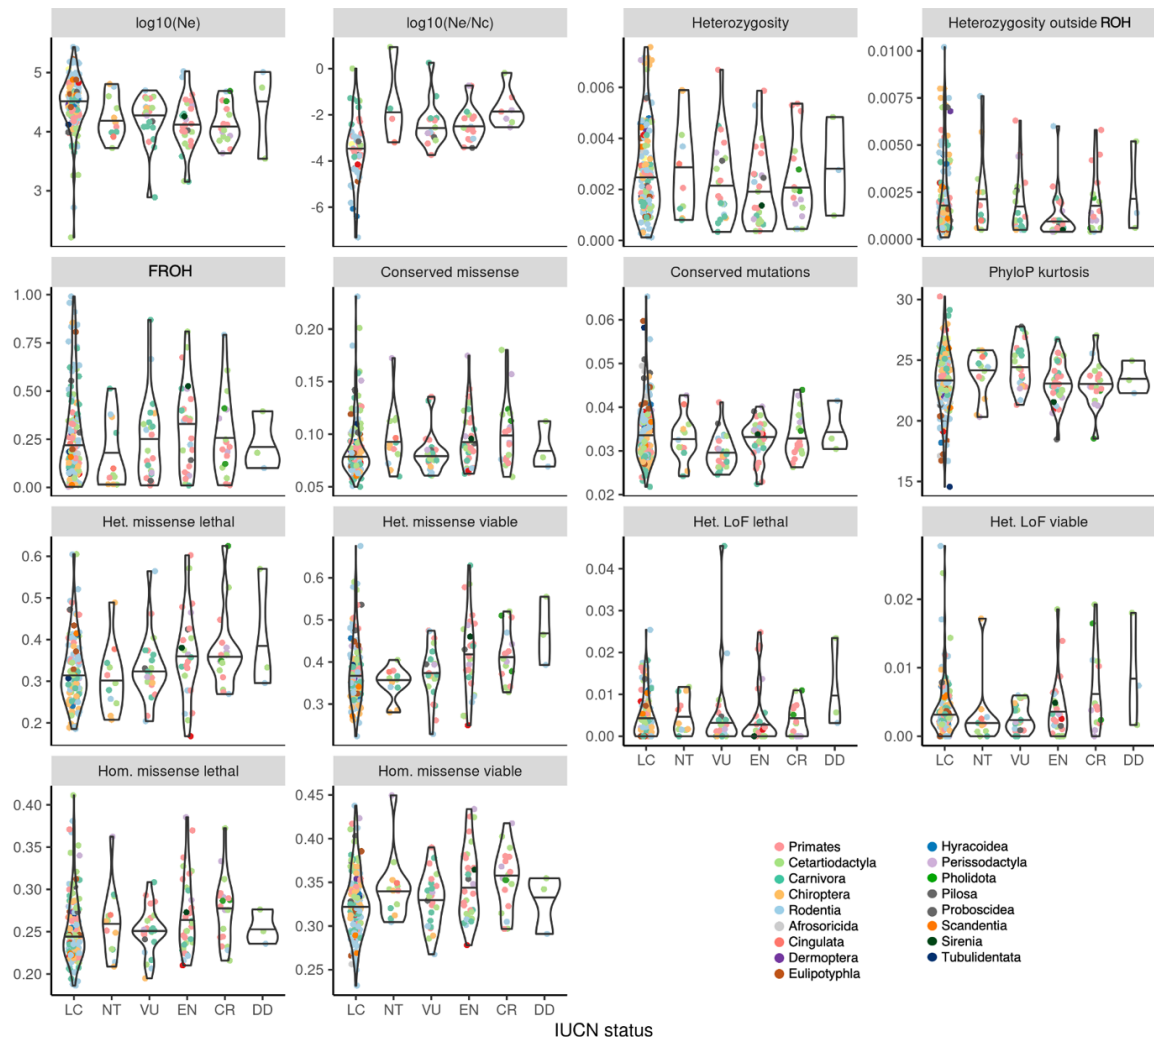 log10(Ne) log10(Ne/Nc) Heterozygosity Heterozygosity outside ROH
5 4 3
0 -2 -4 -6
0.006 0.004 0.002 0.000
0.0100 0.0075 0.0050 0.0025 0.0000
FROH Conserved missense Conserved mutations PhyloP kurtosis
1.00 0.75 0.50 0.25 0.00
0.20 0.15 0.10 0.05
0.06 0.05 0.04 0.03 0.02
30 25 20 15
Het. missense lethal Het. missense viable Het. LoF lethal Het. LoF viable
0.6 0.5 0.4 0.3 0.2
0.6 0.5 0.4 0.3
0.04 0.03 0.02 0.01 0.00
0.02 0.01 0.00
LC NT VU EN CR DD LC NT VU EN CR DD
Hom. missense lethal Hom. missense viable
0.40 0.35 0.30 0.25 0.20
0.45 0.40 0.35 0.30 0.25
LC NT VU EN CR DD LC NT VU EN CR DD
Primates
Cetartiodactyla
Carnivora
Chiroptera
Rodentia
Afrosoricida
Cingulata
Dermoptera
Eulipotyphla
Hyracoidea
Perissodactyla
Pholidota
Pilosa
Proboscidea
Scandentia
Sirenia
Tubulidentata
IUCN status